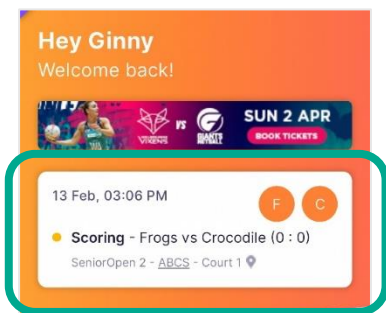 Hey Ginny
Welcome back!
VIXENS vs GIANTS NETBALL SUN 2 APR
BOOK TICKETS
13 Feb, 03:06 PM F C
Scoring - Frogs vs Crocodile (0 : 0)
SeniorOpen 2 - ABCS - Court 1